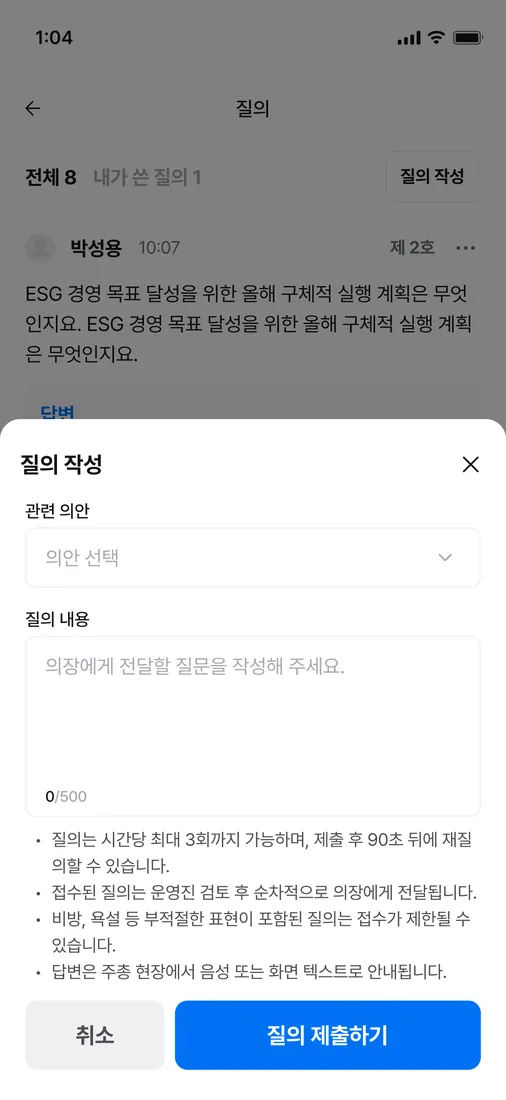 1:04
질의
전체 8 내가 쓴 질의 1 질의 작성
박성용 10:07 제 2호 ···
ESG 경영 목표 달성을 위한 올해 구체적 실행 계획은 무엇
인지요. ESG 경영 목표 달성을 위한 올해 구체적 실행 계획
은 무엇인지요.
답변
질의 작성
관련 의안
의안 선택
질의 내용
의장에게 전달할 질문을 작성해 주세요.
0/500
• 질의는 시간당 최대 3회까지 가능하며, 제출 후 90초 뒤에 재질
의할 수 있습니다.
• 접수된 질의는 운영진 검토 후 순차적으로 의장에게 전달됩니다.
• 비방, 욕설 등 부적절한 표현이 포함된 질의는 접수가 제한될 수
있습니다.
• 답변은 주총 현장에서 음성 또는 화면 텍스트로 안내됩니다.
취소 질의 제출하기